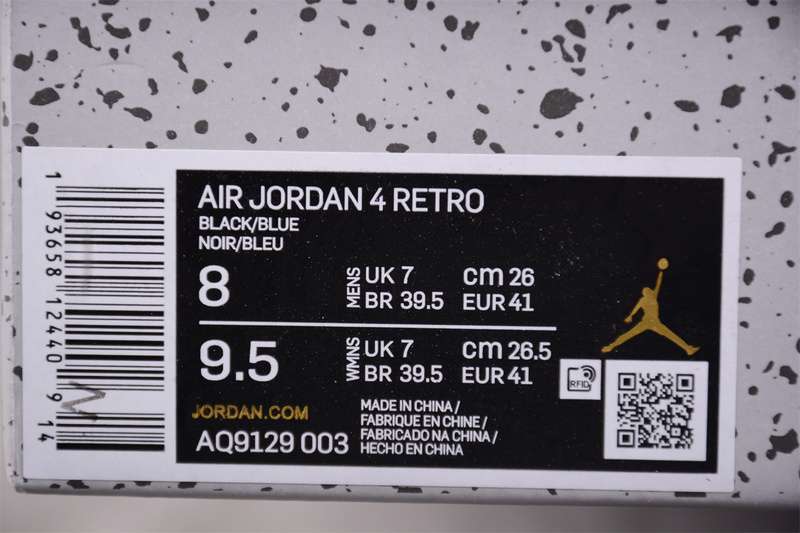 1 93658 12440 9 14
AIR JORDAN 4 RETRO
BLACK/BLUE
NOIR/BLEU
8
MENS
UK 7 cm 26
BR 39.5 EUR 41
9.5
WMNS
UK 7 cm 26.5
BR 39.5 EUR 41
JORDAN.COM
AQ9129 003
MADE IN CHINA /
FABRIQUE EN CHINE /
FABRICADO NA CHINA /
HECHO EN CHINA
RFID